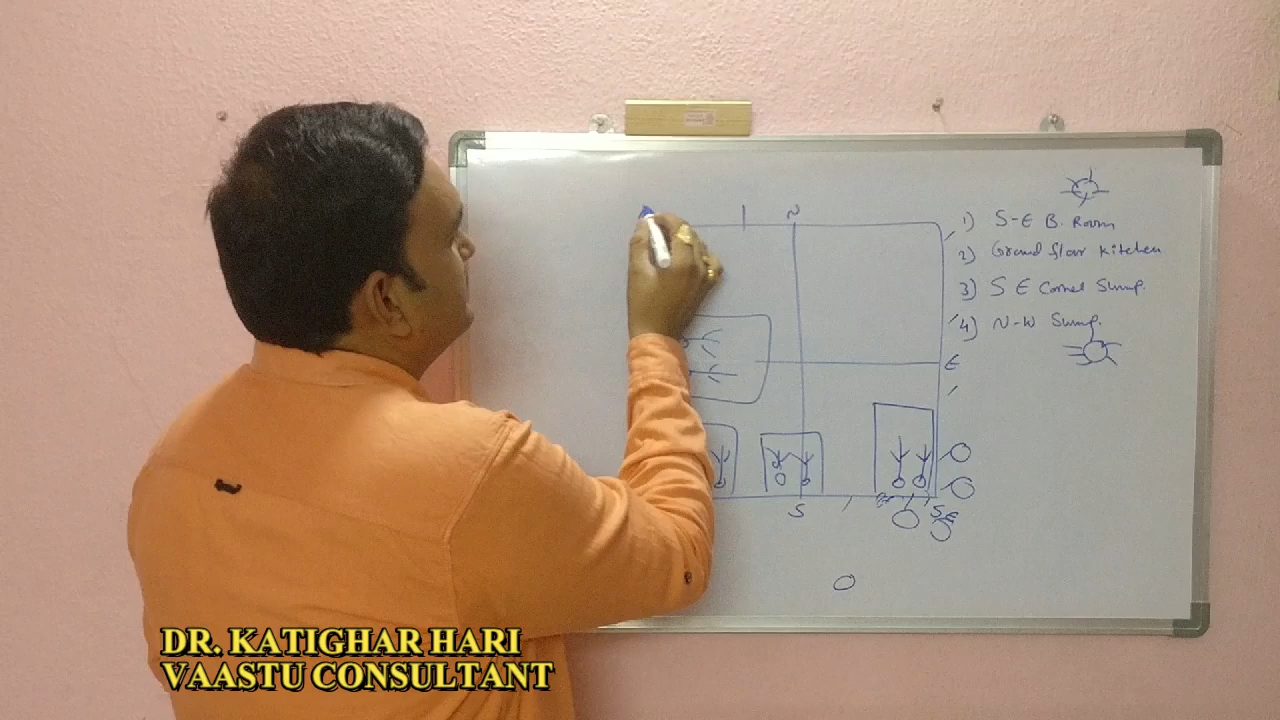 N
1) S-E B. Room
2) Ground floor Kitchen
3) S E Corner Sump.
4) N-W Sump.
E
S
SE
DR. KATIGHAR HARI
VAASTU CONSULTANT